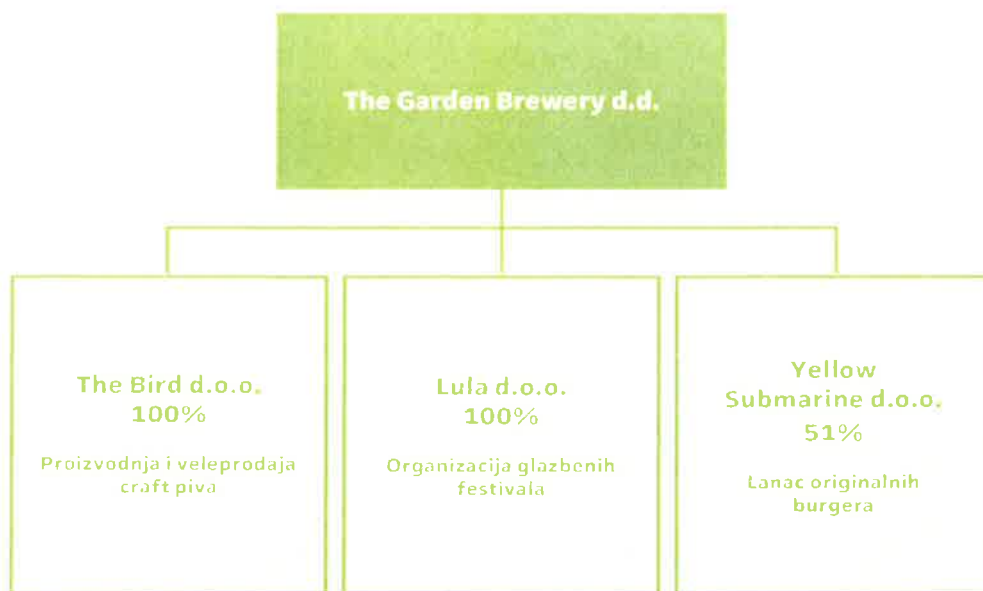 The Garden Brewery d.d.
The Bird d.o.o.
100%
Proizvodnja i veleprodaja
craft piva
Lula d.o.o.
100%
Organizacija glazbenih
festivala
Yellow
Submarine d.o.o.
51%
Lanac originalnih
burgera